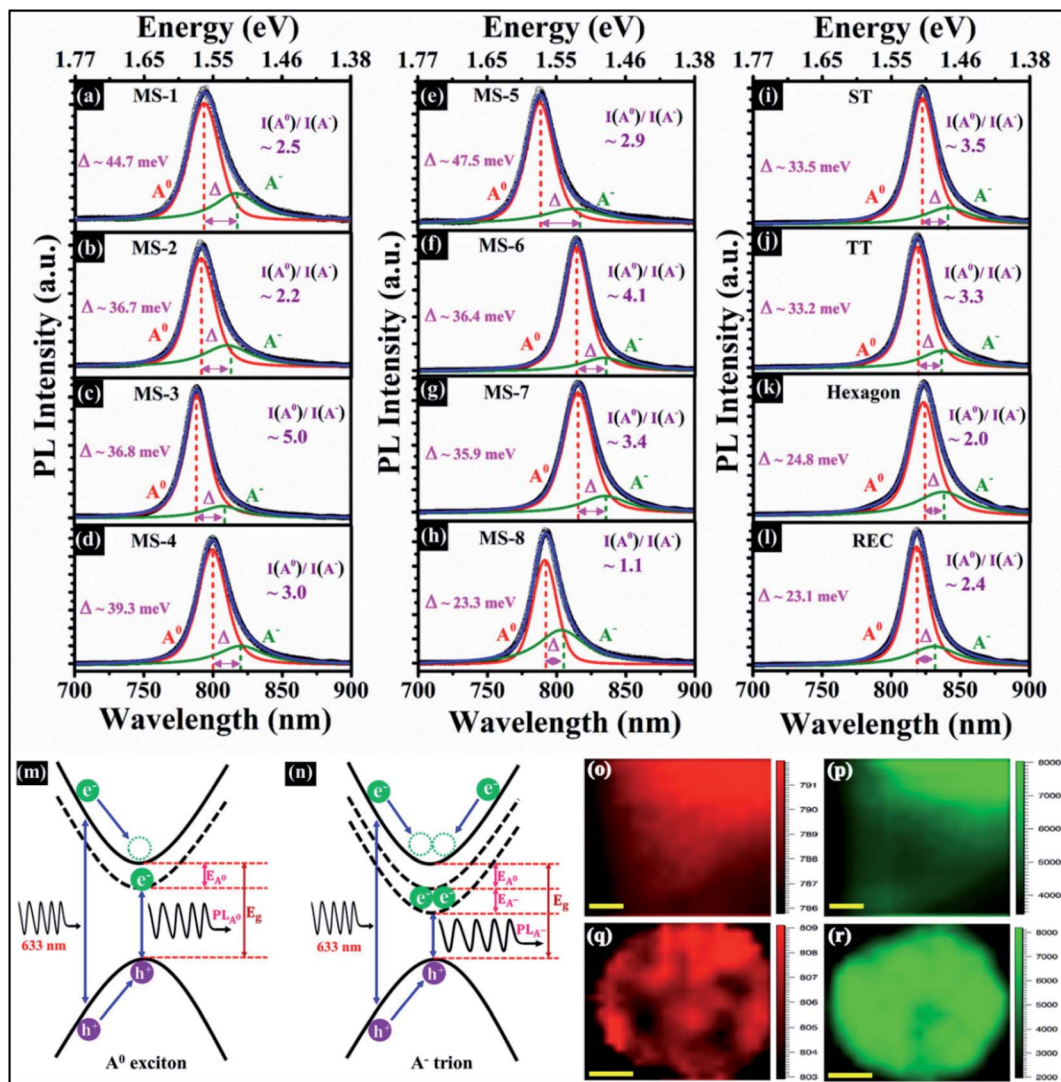 Energy (eV) Energy (eV) Energy (eV)
1.77 1.65 1.55 1.46 1.38 1.77 1.65 1.55 1.46 1.38 1.77 1.65 1.55 1.46 1.38
(a) MS-1 I(A⁰)/ I(A⁻) ~ 2.5 Δ ~ 44.7 meV A⁰ Δ A⁻
(e) MS-5 I(A⁰)/ I(A⁻) ~ 2.9 Δ ~ 47.5 meV A⁰ Δ A⁻
(i) ST I(A⁰)/ I(A⁻) ~ 3.5 Δ ~ 33.5 meV A⁰ Δ A⁻
(b) MS-2 I(A⁰)/ I(A⁻) ~ 2.2 Δ ~ 36.7 meV A⁰ Δ A⁻
(f) MS-6 I(A⁰)/ I(A⁻) ~ 4.1 Δ ~ 36.4 meV A⁰ Δ A⁻
(j) TT I(A⁰)/ I(A⁻) ~ 3.3 Δ ~ 33.2 meV A⁰ Δ A⁻
(c) MS-3 I(A⁰)/ I(A⁻) ~ 5.0 Δ ~ 36.8 meV A⁰ Δ A⁻
(g) MS-7 I(A⁰)/ I(A⁻) ~ 3.4 Δ ~ 35.9 meV A⁰ Δ A⁻
(k) Hexagon I(A⁰)/ I(A⁻) ~ 2.0 Δ ~ 24.8 meV A⁰ Δ A⁻
(d) MS-4 I(A⁰)/ I(A⁻) ~ 3.0 Δ ~ 39.3 meV A⁰ Δ A⁻
(h) MS-8 I(A⁰)/ I(A⁻) ~ 1.1 Δ ~ 23.3 meV A⁰ Δ A⁻
(l) REC I(A⁰)/ I(A⁻) ~ 2.4 Δ ~ 23.1 meV A⁰ Δ A⁻
PL Intensity (a.u.) PL Intensity (a.u.) PL Intensity (a.u.)
700 750 800 850 900 700 750 800 850 900 700 750 800 850 900
Wavelength (nm) Wavelength (nm) Wavelength (nm)
(m) e⁻ e⁻ E_A⁰ E_g PL_A⁰ 633 nm h⁺ h⁺
A⁰ exciton
(n) e⁻ e⁻ e⁻ e⁻ E_A⁰ E_A⁻ E_g PL_A⁻ 633 nm h⁺ h⁺
A⁻ trion
(o) 791 790 789 788 787 786
(p) 8000 7000 6000 5000 4000
(q) 809 808 807 806 805 804 803
(r) 8000 6000 4000 2000